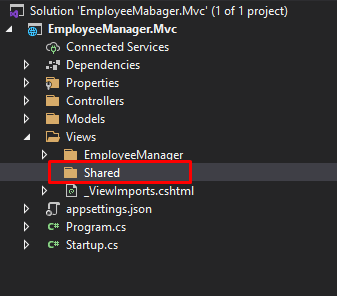 Solution 'EmployeeMabager.Mvc' (1 of 1 project)
EmployeeManager.Mvc
Connected Services
Dependencies
Properties
Controllers
Models
Views
EmployeeManager
Shared
_ViewImports.cshtml
appsettings.json
C# Program.cs
C# Startup.cs